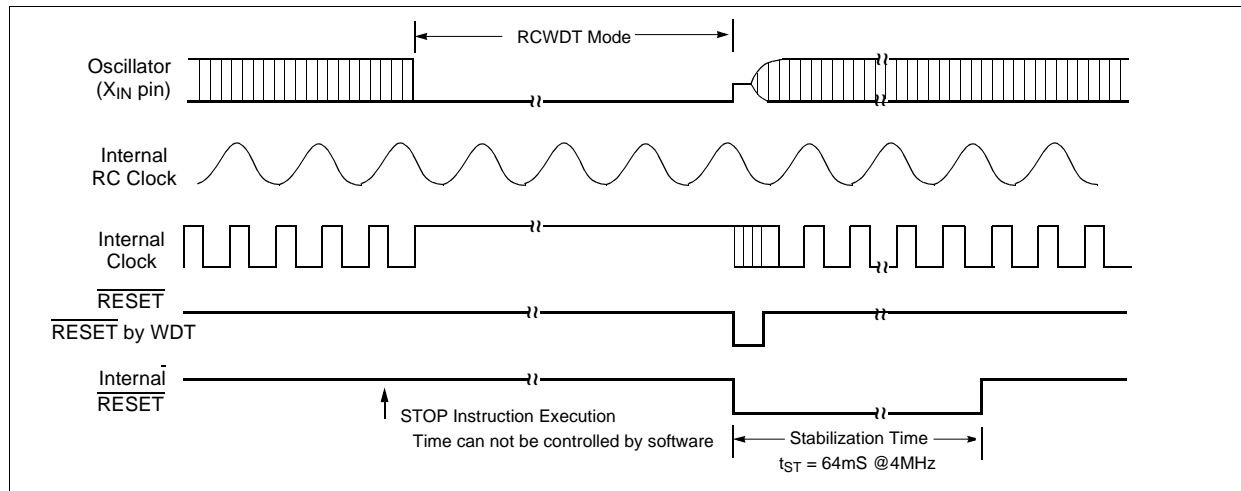 RCWDT Mode
Oscillator
(XIN pin)
Internal
RC Clock
Internal
Clock
RESET
RESET by WDT
Internal
RESET
STOP Instruction Execution
Time can not be controlled by software
Stabilization Time
tST = 64mS @4MHz